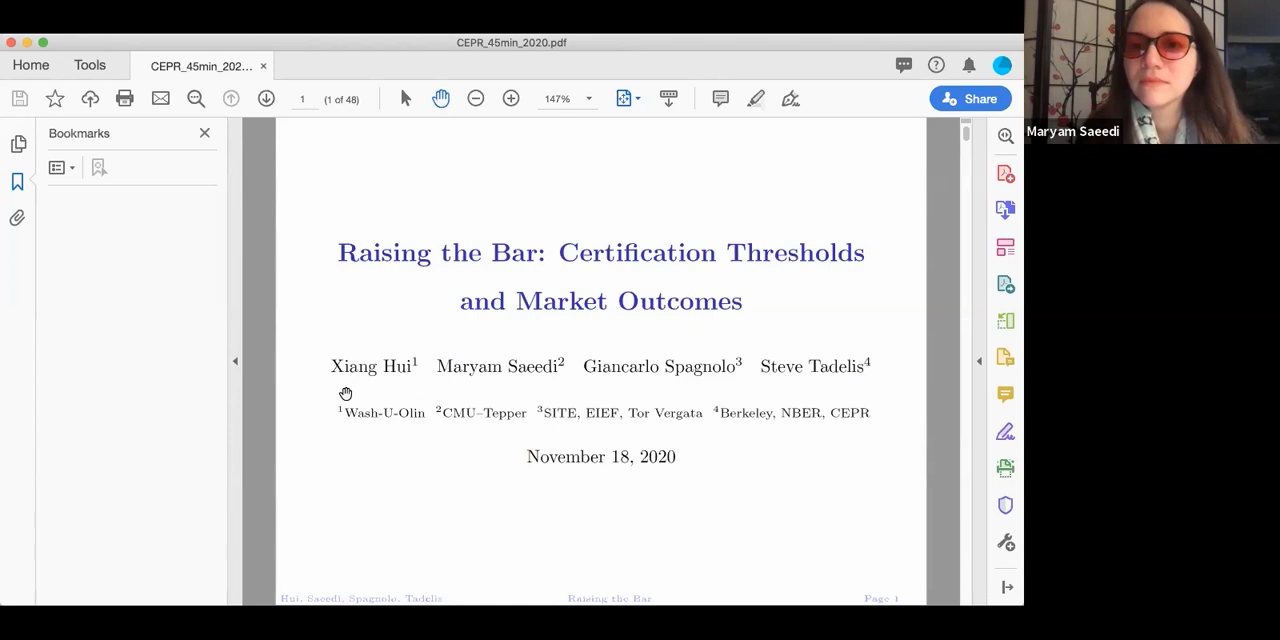 CEPR_45min_2020.pdf
Home
Tools
CEPR_45min_202... ×
1
(1 of 48)
147%
Share
Bookmarks
Maryam Saeedi
Raising the Bar: Certification Thresholds
and Market Outcomes
Xiang Hui¹ Maryam Saeedi² Giancarlo Spagnolo³ Steve Tadelis⁴
¹Wash-U-Olin ²CMU–Tepper ³SITE, EIEF, Tor Vergata ⁴Berkeley, NBER, CEPR
November 18, 2020
Hui, Saeedi, Spagnolo, Tadelis
Raising the Bar
Page 1